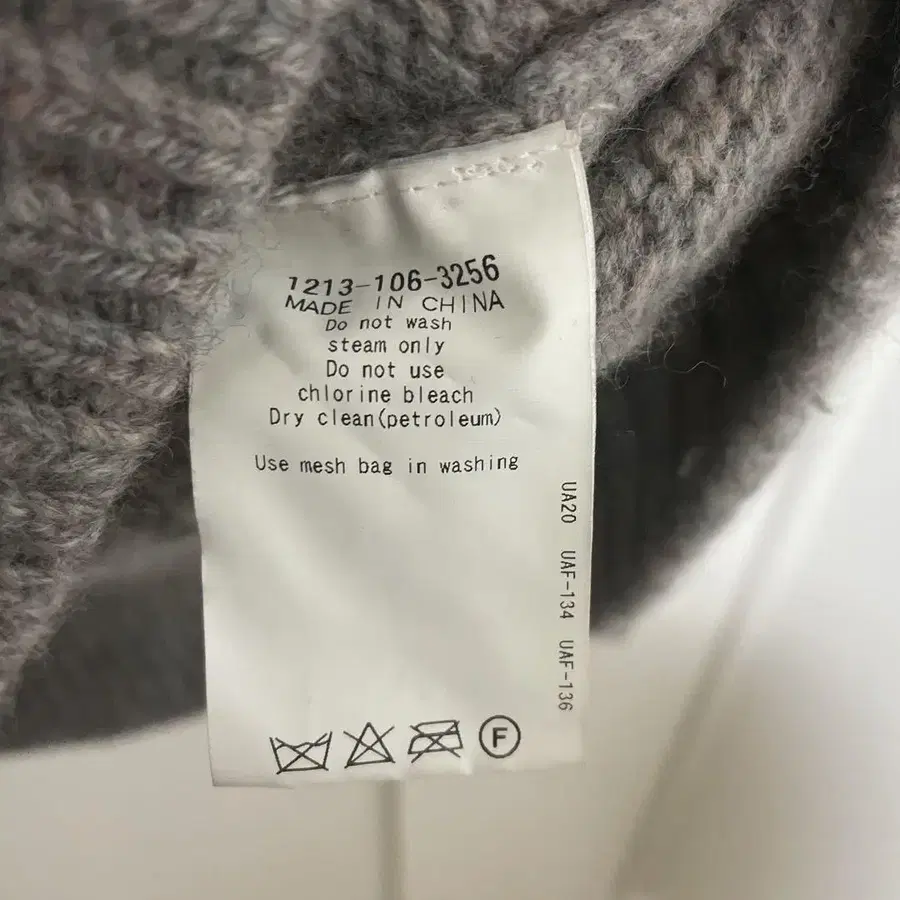 1213-106-3256
MADE IN CHINA
Do not wash
steam only
Do not use
chlorine bleach
Dry clean(petroleum)
Use mesh bag in washing
UA20 UAF-134 UAF-136
F